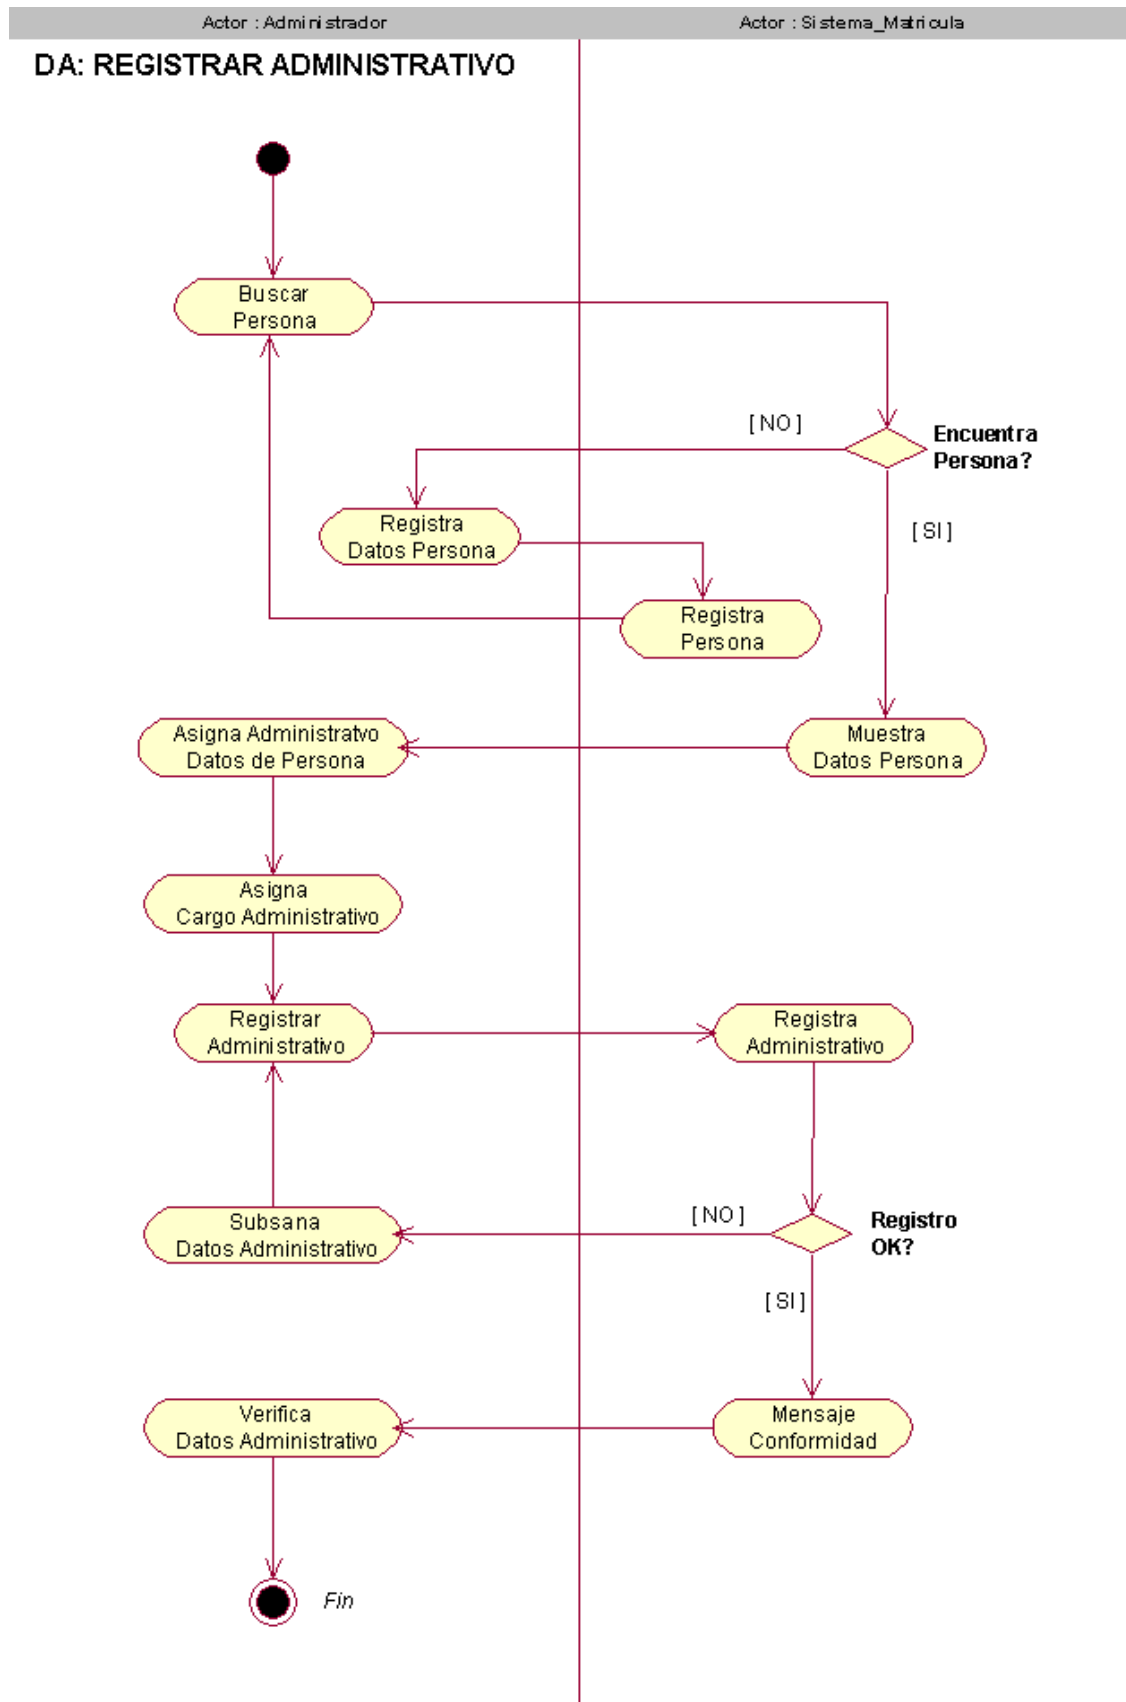 Actor : Administrador
Actor : Sistema_Matricula
DA: REGISTRAR ADMINISTRATIVO
Buscar
Persona
[ NO ]
Encuentra
Persona?
[ SI ]
Registra
Datos Persona
Registra
Persona
Asigna Administratvo
Datos de Persona
Muestra
Datos Persona
Asigna
Cargo Administrativo
Registrar
Administrativo
Registra
Administrativo
Subsana
Datos Administrativo
[ NO ]
Registro
OK?
[ SI ]
Verifica
Datos Administrativo
Mensaje
Conformidad
Fin